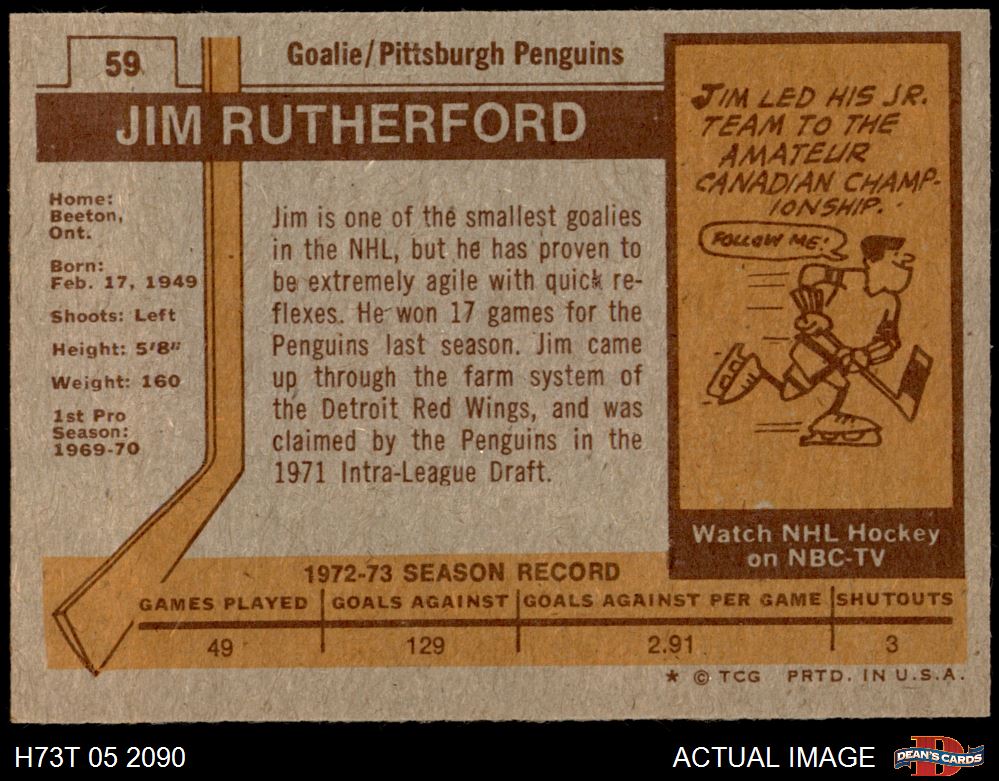 59
Goalie/Pittsburgh Penguins
JIM RUTHERFORD
Home:
Beeton,
Ont.
Born:
Feb. 17, 1949
Shoots: Left
Height: 5'8"
Weight: 160
1st Pro
Season:
1969-70
Jim is one of the smallest goalies
in the NHL, but he has proven to
be extremely agile with quick re-
flexes. He won 17 games for the
Penguins last season. Jim came
up through the farm system of
the Detroit Red Wings, and was
claimed by the Penguins in the
1971 Intra-League Draft.
JIM LED HIS JR.
TEAM TO THE
AMATEUR
CANADIAN CHAMP-
IONSHIP.
FOLLOW ME!
Watch NHL Hockey
on NBC-TV
1972-73 SEASON RECORD
GAMES PLAYED GOALS AGAINST GOALS AGAINST PER GAME SHUTOUTS
49 129 2.91 3
* © TCG PRTD. IN U.S.A.
H73T 05 2090
ACTUAL IMAGE
DEAN'S CARDS